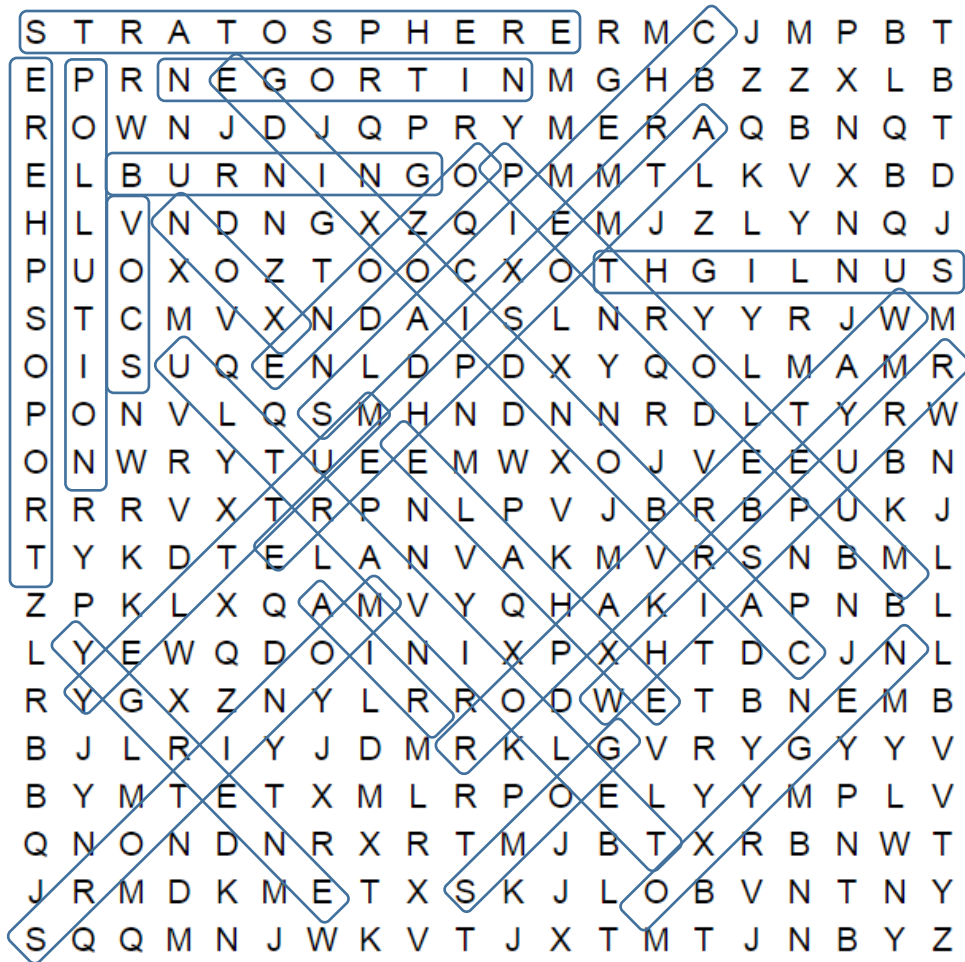 S T R A T O S P H E R E R M C J M P B T
E P R N E G O R T I N M G H B Z Z X L B
R O W N J D J Q P R Y M E R A Q B N Q T
E L B U R N I N G O P M M T L K V X B D
H L V N D N G X Z Q I E M J Z L Y N Q J
P U O X O Z T O O C X O T H G I L N U S
S T C M V X N D A I S L N R Y Y R J W M
O I S U Q E N L D P D X Y Q O L M A M R
P O N V L Q S M H N D N N R D L T Y R W
O N W R Y T U E E M W X O J V E E U B N
R R R V X T R P N L P V J B R B P U K J
T Y K D T E L A N V A K M V R S N B M L
Z P K L X Q A M V Y Q H A K I A P N B L
L Y E W Q D O I N I X P X H T D C J N L
R Y G X Z N Y L R R O D W E T B N E M B
B J L R I Y J D M R K L G V R Y G Y Y V
B Y M T E T X M L R P O E L Y Y M P L V
Q N O N D N R X R T M J B T X R B N W T
J R M D K M E T X S K J L O B V N T N Y
S Q Q M N J W K V T J X T M T J N B Y Z